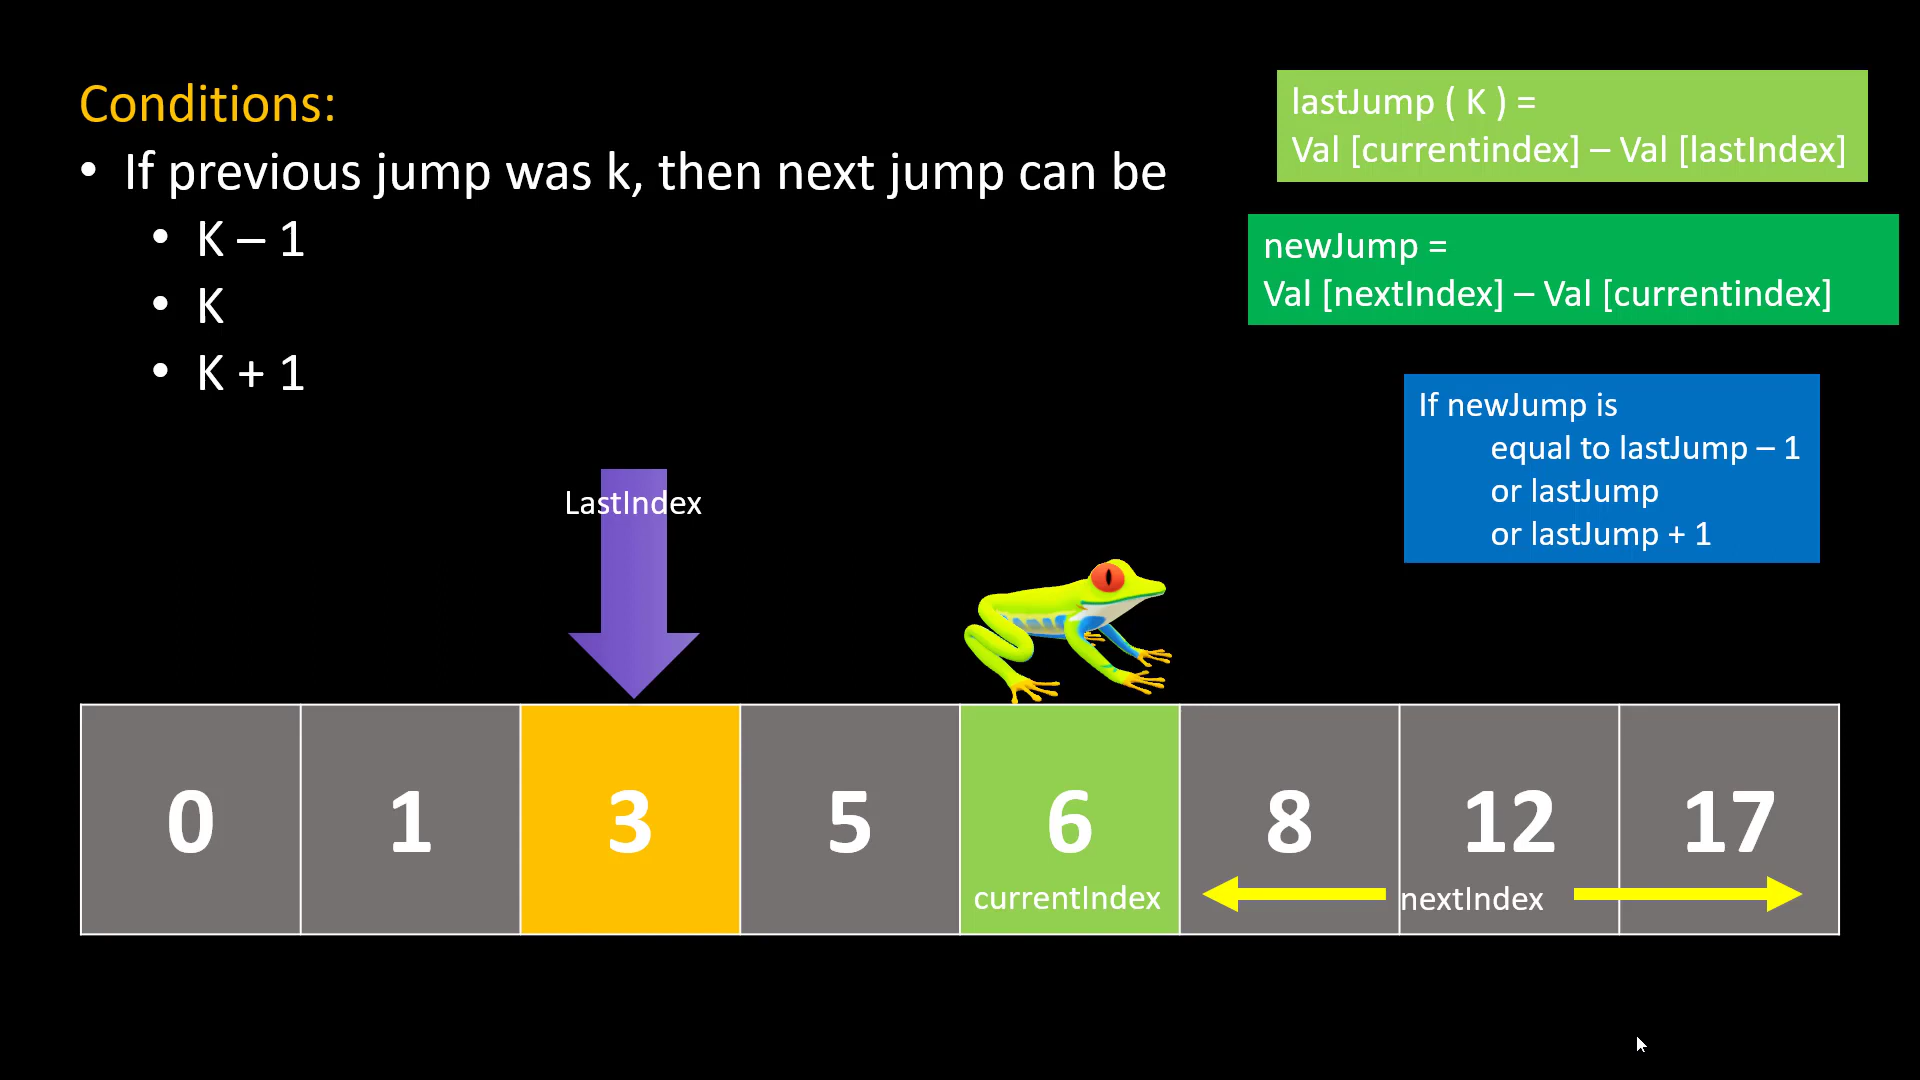 Conditions:
• If previous jump was k, then next jump can be
• K – 1
• K
• K + 1
lastJump ( K ) =
Val [currentindex] – Val [lastIndex]
newJump =
Val [nextIndex] – Val [currentindex]
If newJump is
equal to lastJump – 1
or lastJump
or lastJump + 1
LastIndex
0 1 3 5 6 8 12 17
currentIndex nextIndex